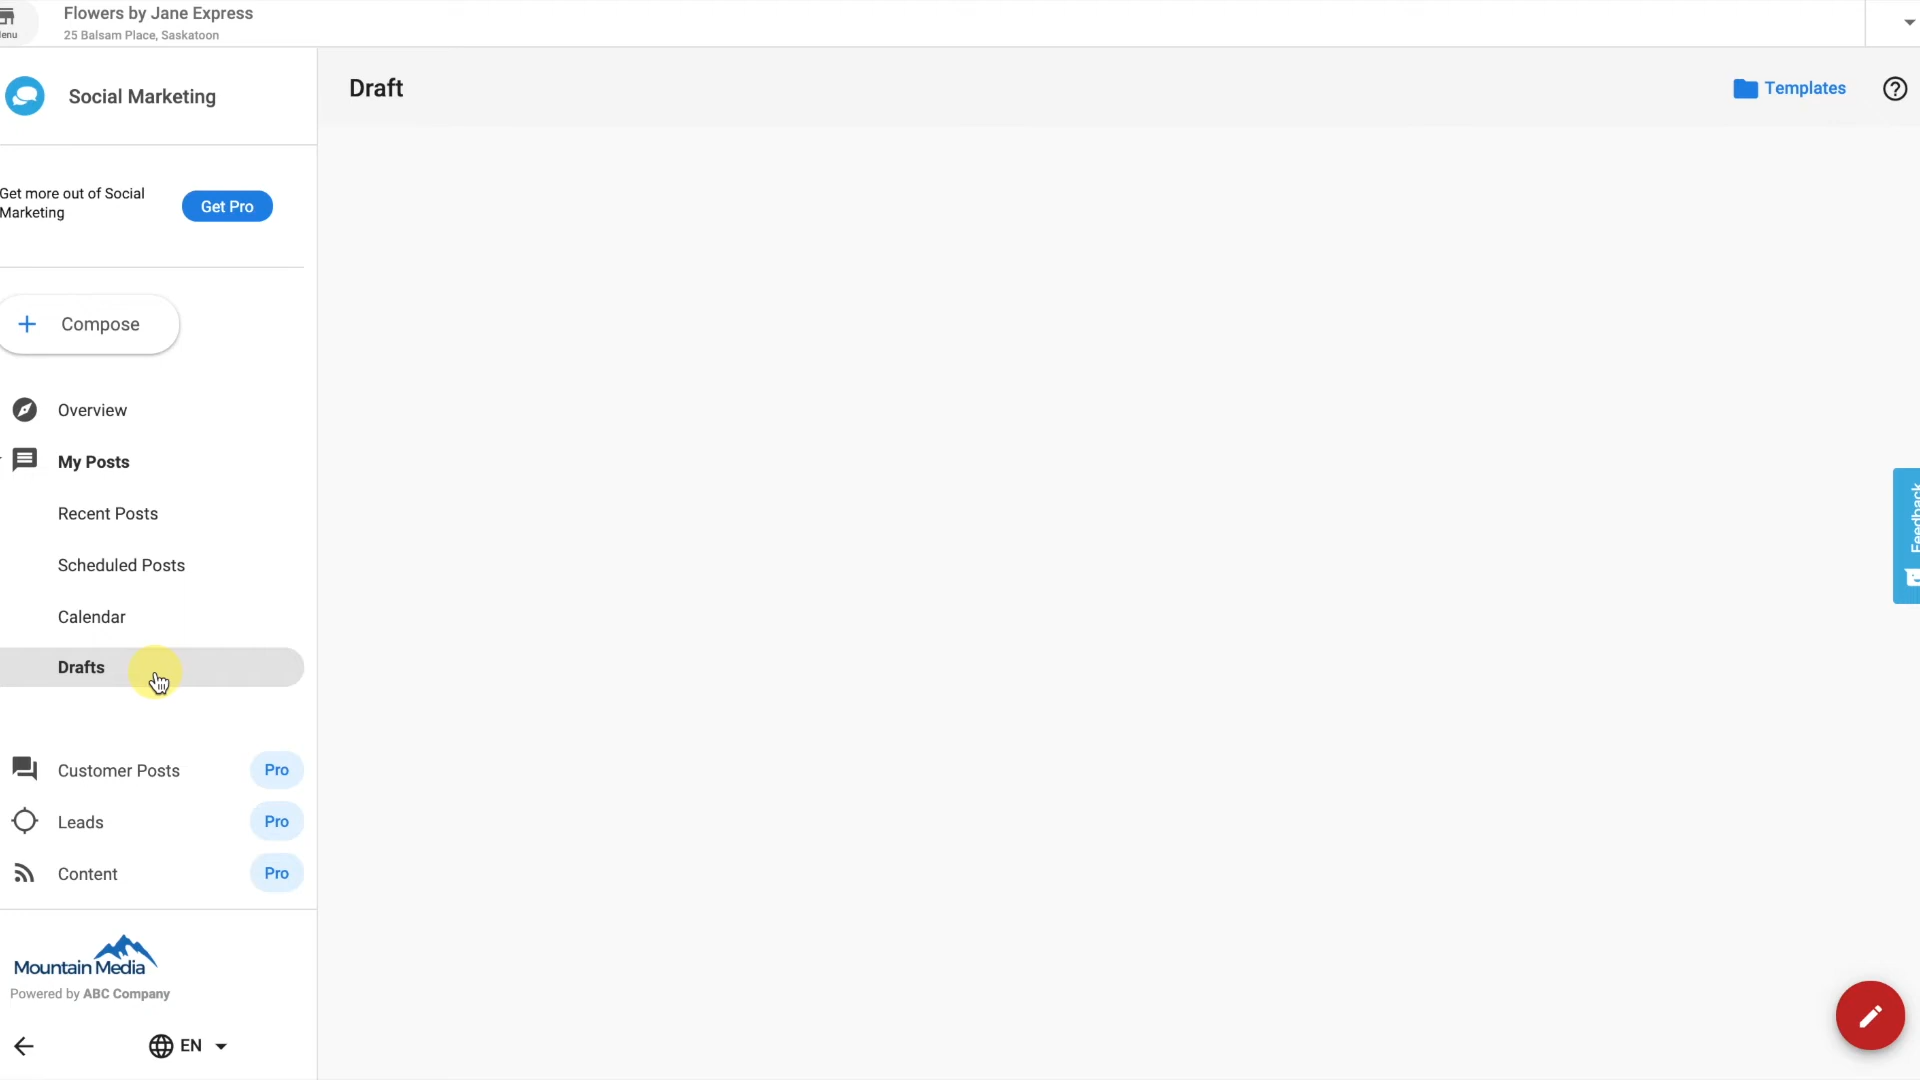 Flowers by Jane Express
25 Balsam Place, Saskatoon
Social Marketing
Draft
Templates
Get more out of Social
Marketing
Get Pro
Compose
Overview
My Posts
Recent Posts
Scheduled Posts
Calendar
Drafts
Customer Posts Pro
Leads Pro
Content Pro
Feedback
Mountain Media
Powered by ABC Company
EN